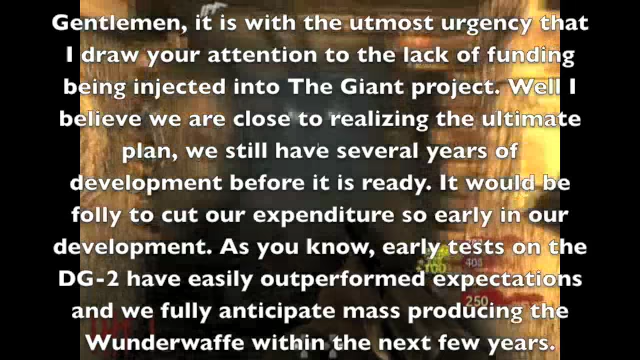 Gentlemen, it is with the utmost urgency that
I draw your attention to the lack of funding
being injected into The Giant project. Well I
believe we are close to realizing the ultimate
plan, we still have several years of
development before it is ready. It would be
folly to cut our expenditure so early in our
development. As you know, early tests on the
DG-2 have easily outperformed expectations
and we fully anticipate mass producing the
Wunderwaffe within the next few years.
+100
408
250